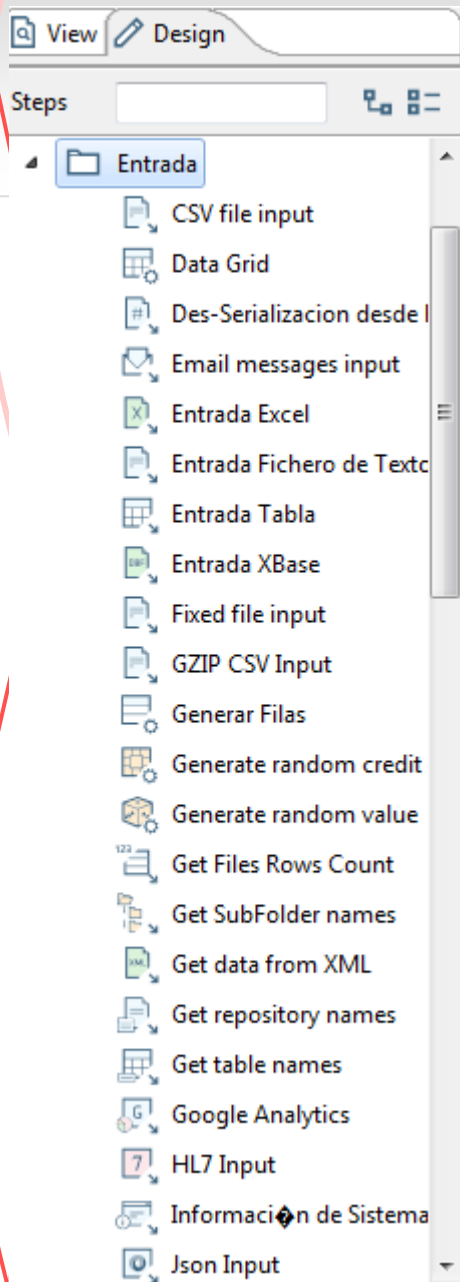 View Design
Steps
Entrada
CSV file input
Data Grid
Des-Serializacion desde
Email messages input
Entrada Excel
Entrada Fichero de Textc
Entrada Tabla
Entrada XBase
Fixed file input
GZIP CSV Input
Generar Filas
Generate random credit
Generate random value
123
Get Files Rows Count
Get SubFolder names
XML
Get data from XML
Get repository names
Get table names
G
Google Analytics
7
HL7 Input
Informaci�n de Sistema
Json Input